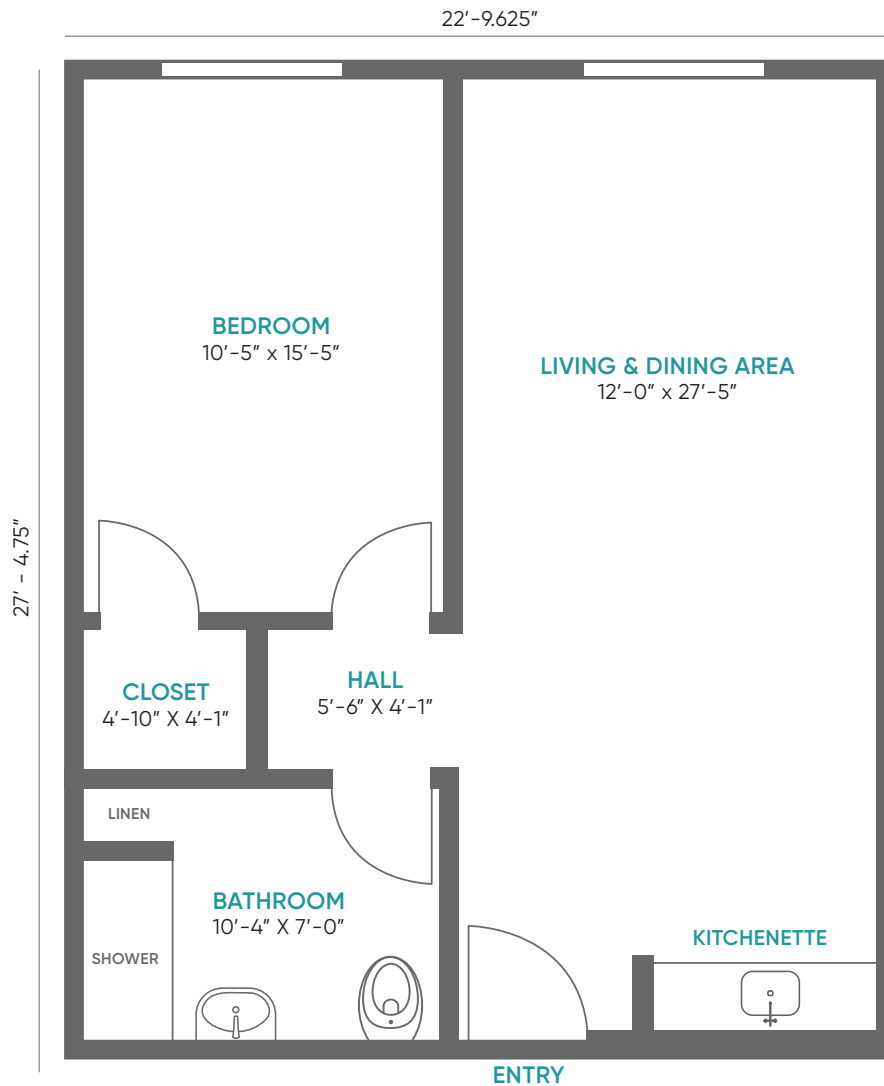 22′-9.625″
BEDROOM
10′-5″ x 15′-5″
LIVING & DINING AREA
12′-0″ x 27′-5″
27′ - 4.75″
CLOSET
4′-10″ X 4′-1″
HALL
5′-6″ X 4′-1″
LINEN
BATHROOM
10′-4″ X 7′-0″
SHOWER
KITCHENETTE
ENTRY